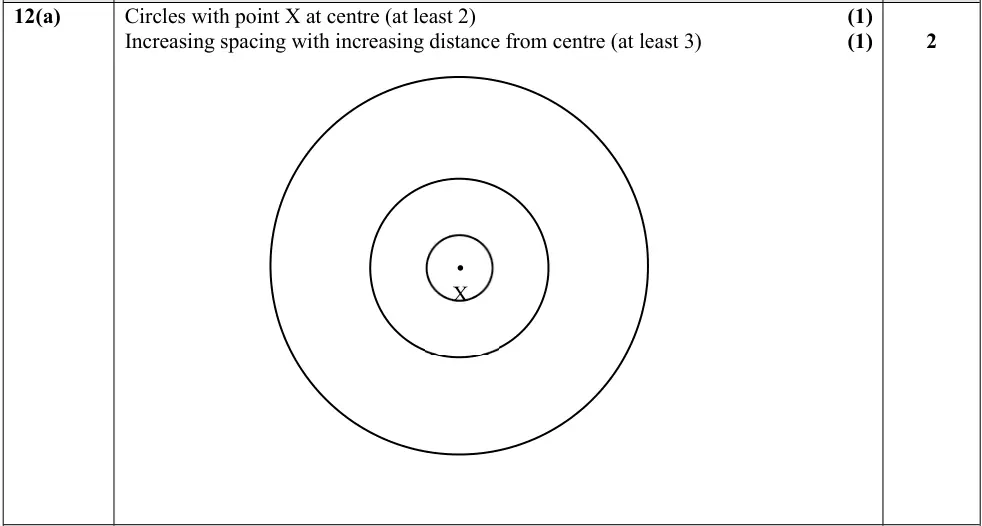 12(a) Circles with point X at centre (at least 2) (1)
Increasing spacing with increasing distance from centre (at least 3) (1) 2
X